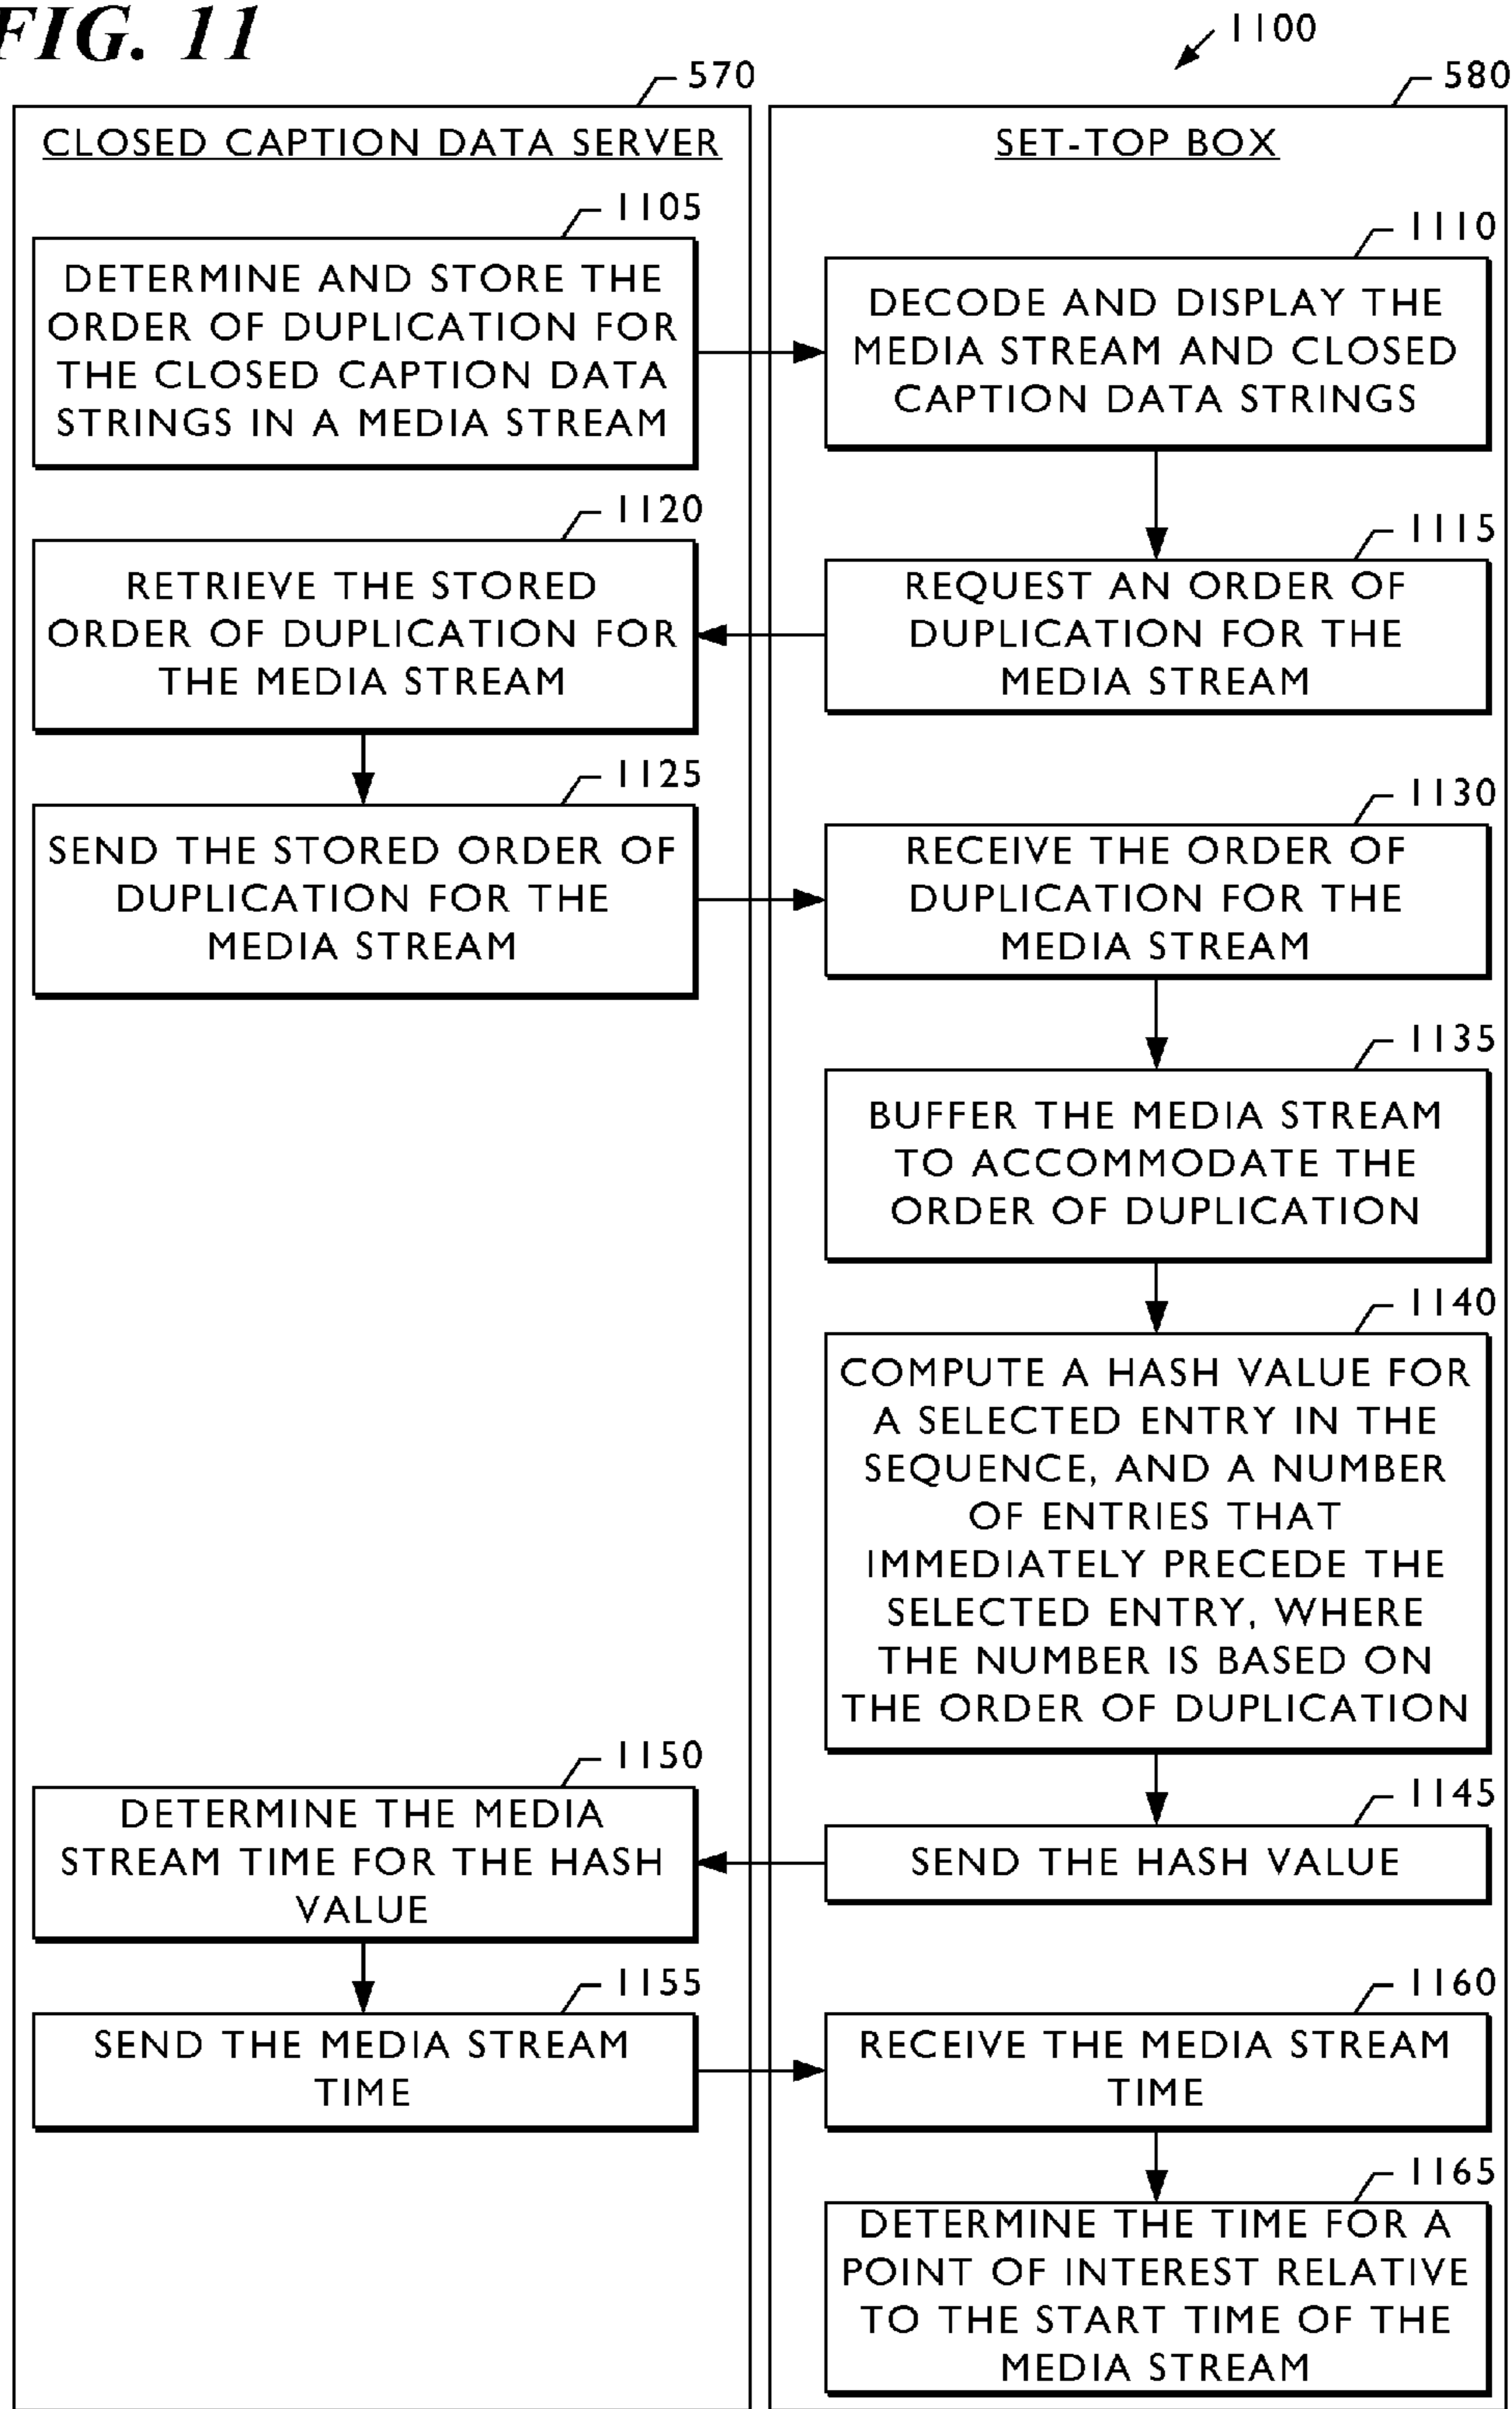 FIG. 11
1100
570
CLOSED CAPTION DATA SERVER
1105
DETERMINE AND STORE THE
ORDER OF DUPLICATION FOR
THE CLOSED CAPTION DATA
STRINGS IN A MEDIA STREAM
1120
RETRIEVE THE STORED
ORDER OF DUPLICATION FOR
THE MEDIA STREAM
1125
SEND THE STORED ORDER OF
DUPLICATION FOR THE
MEDIA STREAM
1150
DETERMINE THE MEDIA
STREAM TIME FOR THE HASH
VALUE
1155
SEND THE MEDIA STREAM
TIME
580
SET-TOP BOX
1110
DECODE AND DISPLAY THE
MEDIA STREAM AND CLOSED
CAPTION DATA STRINGS
1115
REQUEST AN ORDER OF
DUPLICATION FOR THE
MEDIA STREAM
1130
RECEIVE THE ORDER OF
DUPLICATION FOR THE
MEDIA STREAM
1135
BUFFER THE MEDIA STREAM
TO ACCOMMODATE THE
ORDER OF DUPLICATION
1140
COMPUTE A HASH VALUE FOR
A SELECTED ENTRY IN THE
SEQUENCE, AND A NUMBER
OF ENTRIES THAT
IMMEDIATELY PRECEDE THE
SELECTED ENTRY, WHERE
THE NUMBER IS BASED ON
THE ORDER OF DUPLICATION
1145
SEND THE HASH VALUE
1160
RECEIVE THE MEDIA STREAM
TIME
1165
DETERMINE THE TIME FOR A
POINT OF INTEREST RELATIVE
TO THE START TIME OF THE
MEDIA STREAM